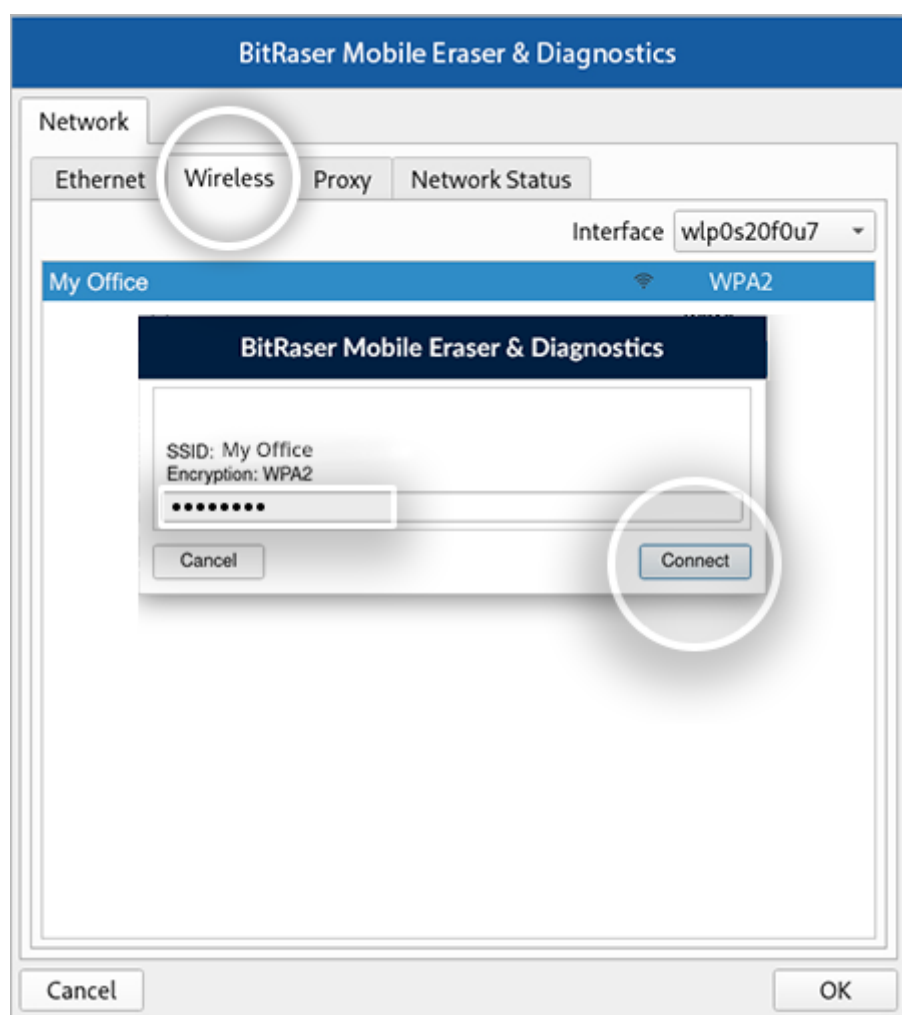 BitRaser Mobile Eraser & Diagnostics
Network
Ethernet Wireless Proxy Network Status
Interface wlp0s20f0u7
My Office WPA2
BitRaser Mobile Eraser & Diagnostics
SSID: My Office
Encryption: WPA2
••••••••
Cancel Connect
Cancel OK